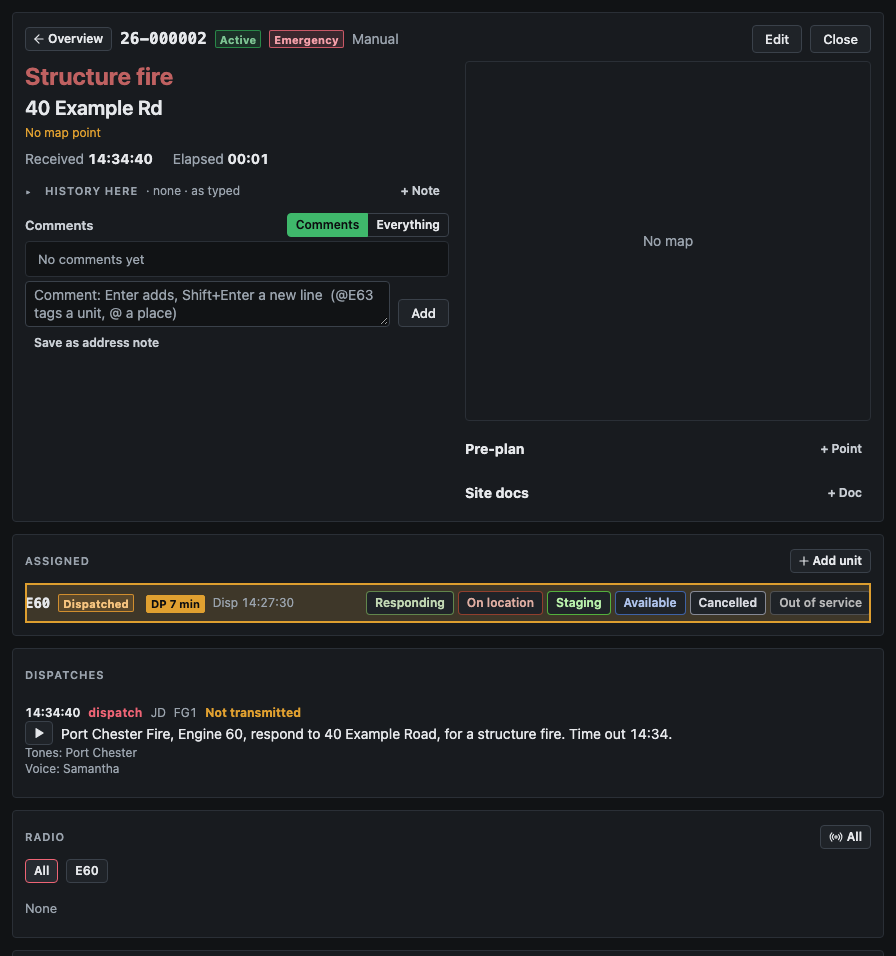 ← Overview 26-000002 Active Emergency Manual Edit Close
Structure fire
40 Example Rd
No map point
Received 14:34:40 Elapsed 00:01
▸ HISTORY HERE · none · as typed + Note
Comments Comments Everything
No comments yet
Comment: Enter adds, Shift+Enter a new line (@E63
tags a unit, @ a place)
Add
Save as address note
No map
Pre-plan + Point
Site docs + Doc
ASSIGNED + Add unit
E60 Dispatched DP 7 min Disp 14:27:30 Responding On location Staging Available Cancelled Out of service
DISPATCHES
14:34:40 dispatch JD FG1 Not transmitted
Port Chester Fire, Engine 60, respond to 40 Example Road, for a structure fire. Time out 14:34.
Tones: Port Chester
Voice: Samantha
RADIO All
All E60
None